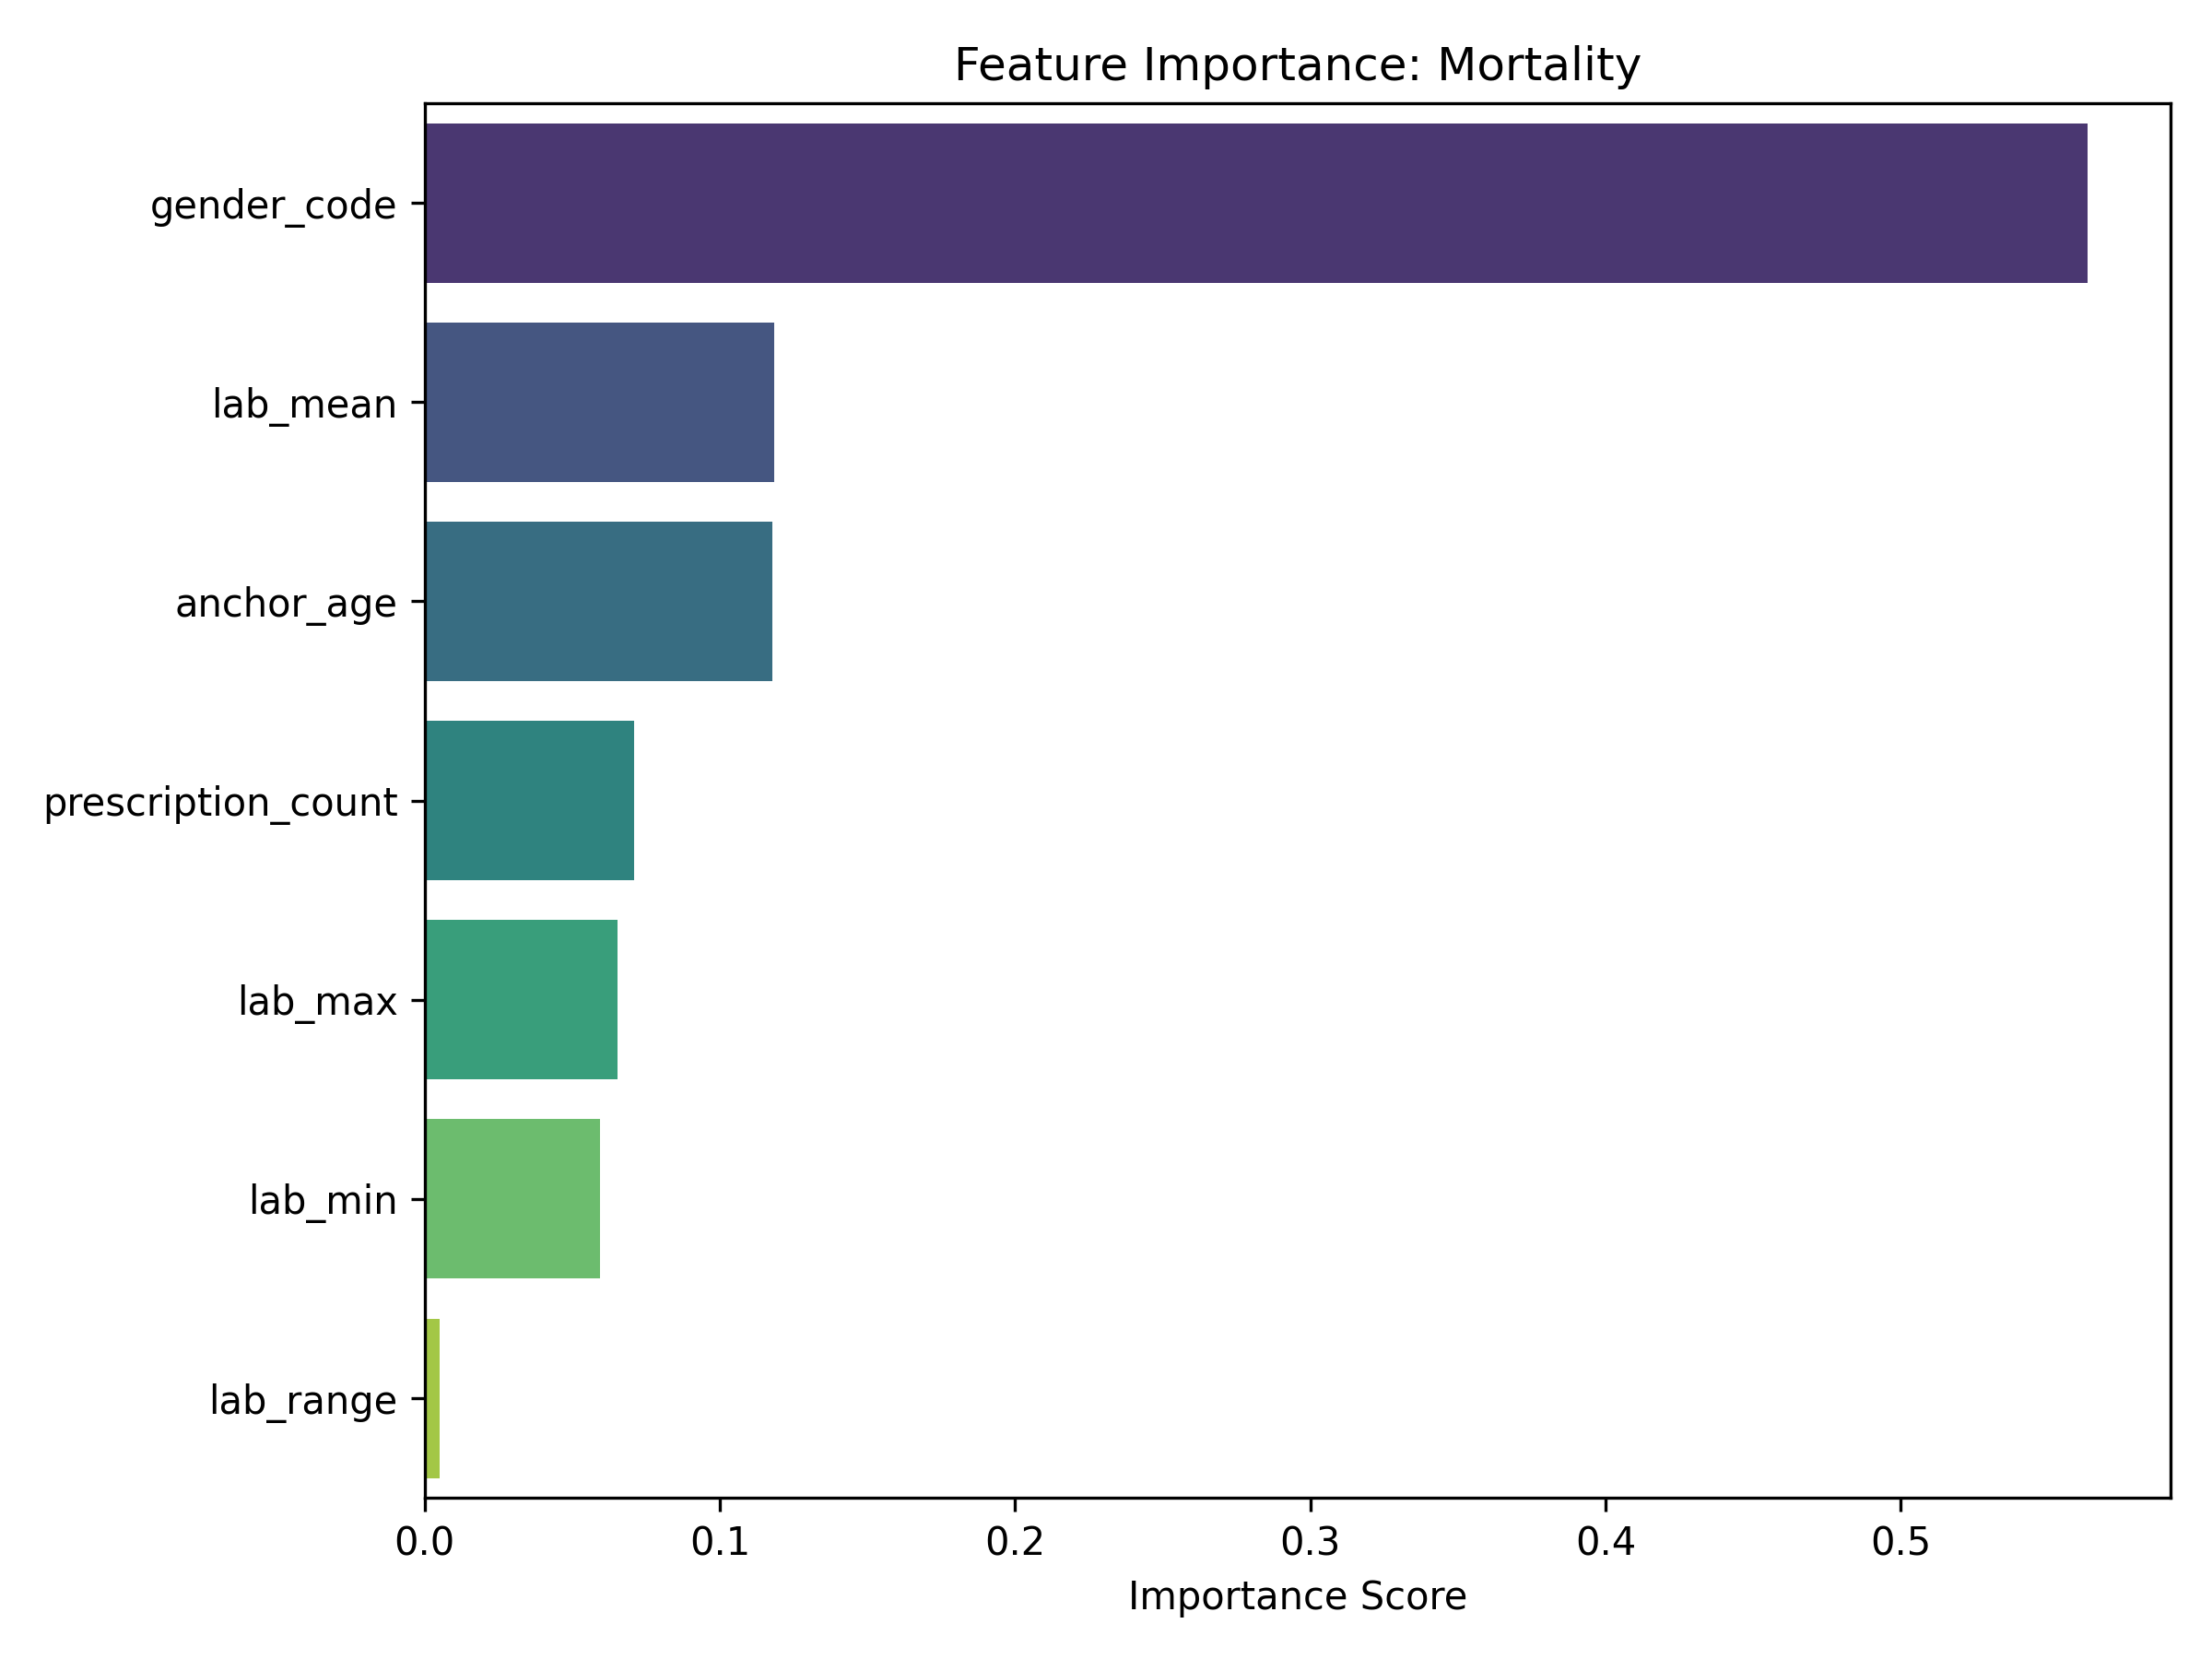 Feature Importance: Mortality
gender_code
lab_mean
anchor_age
prescription_count
lab_max
lab_min
lab_range
0.0 0.1 0.2 0.3 0.4 0.5
Importance Score